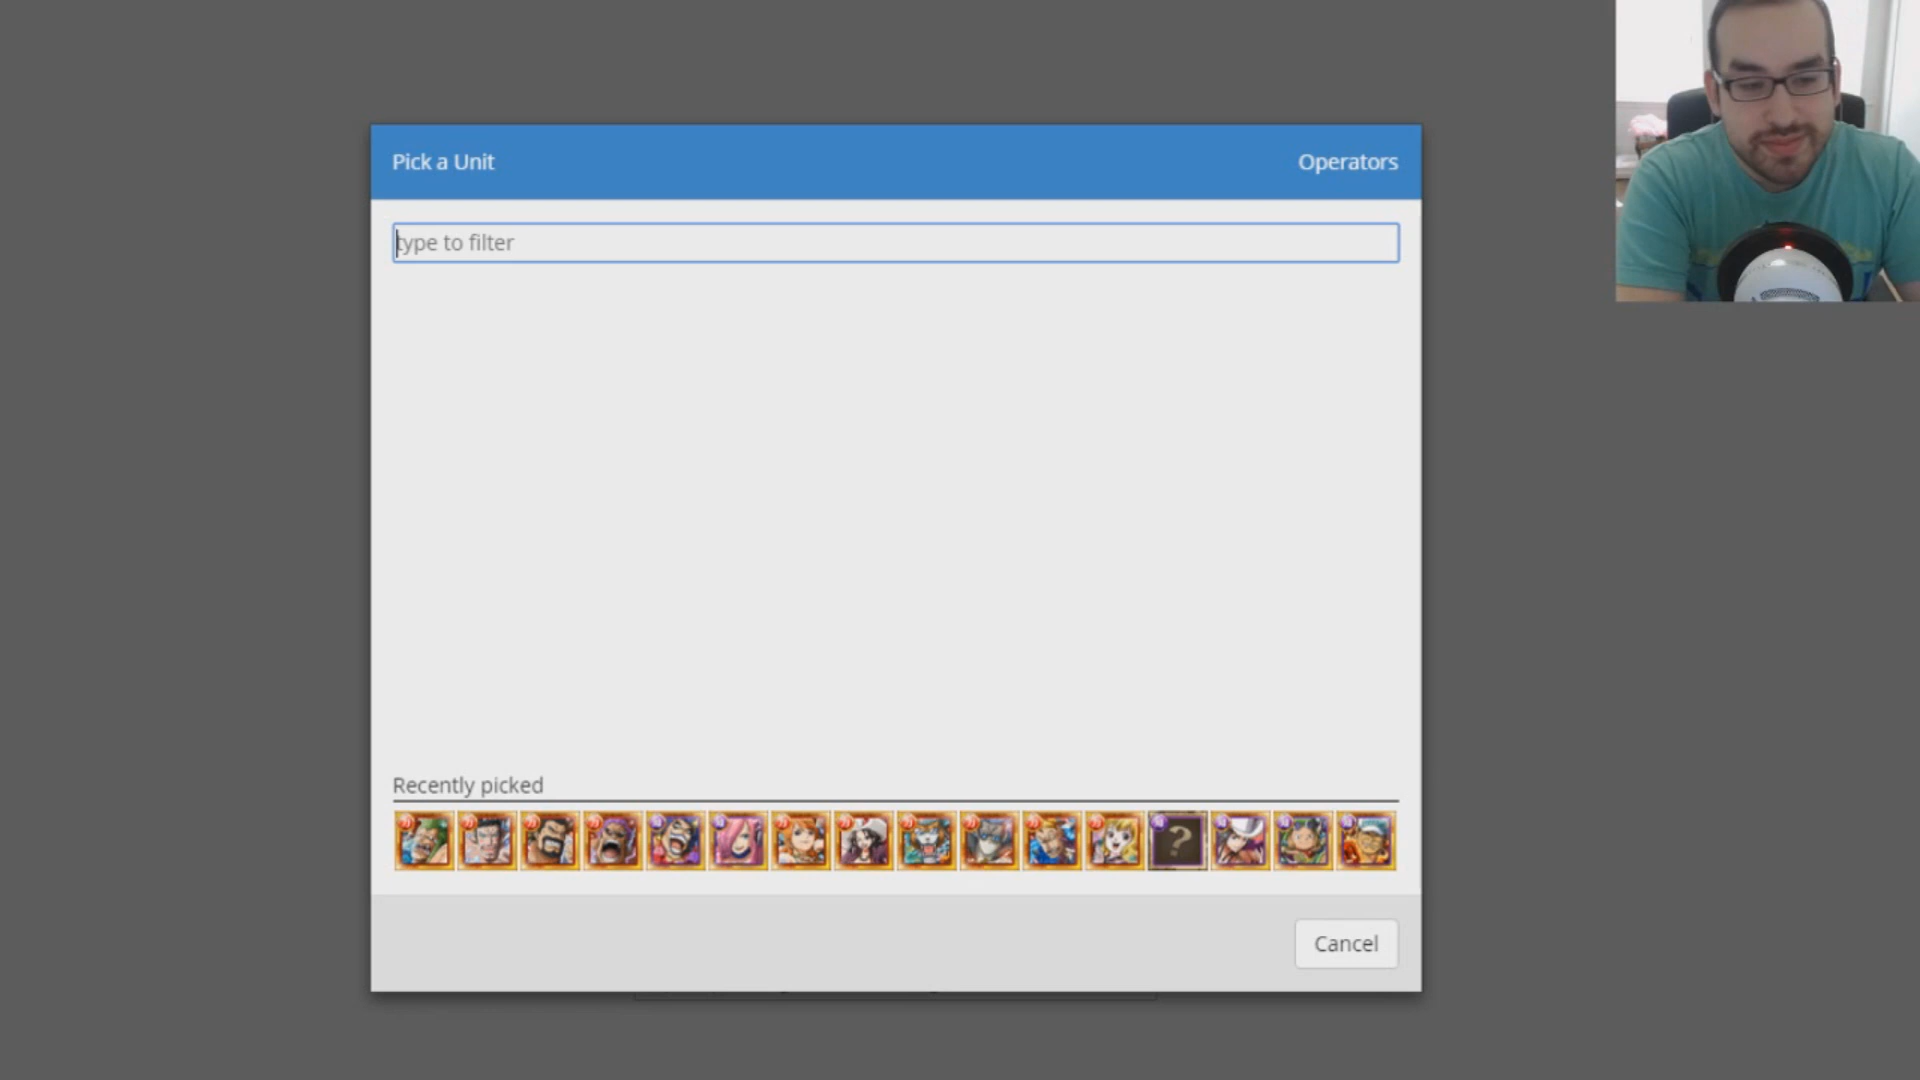 Pick a Unit
Operators
type to filter
Recently picked
Cancel